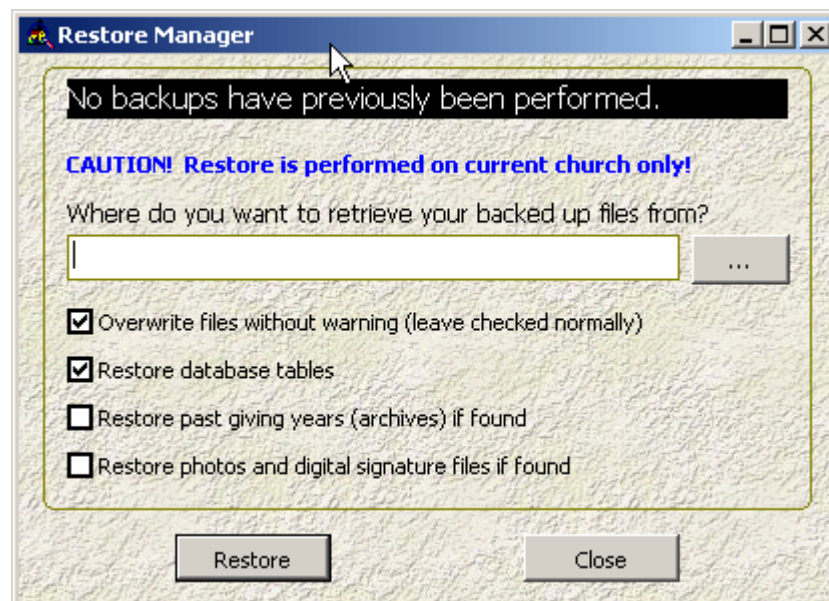 Restore Manager
No backups have previously been performed.
CAUTION! Restore is performed on current church only!
Where do you want to retrieve your backed up files from?
...
Overwrite files without warning (leave checked normally)
Restore database tables
Restore past giving years (archives) if found
Restore photos and digital signature files if found
Restore Close